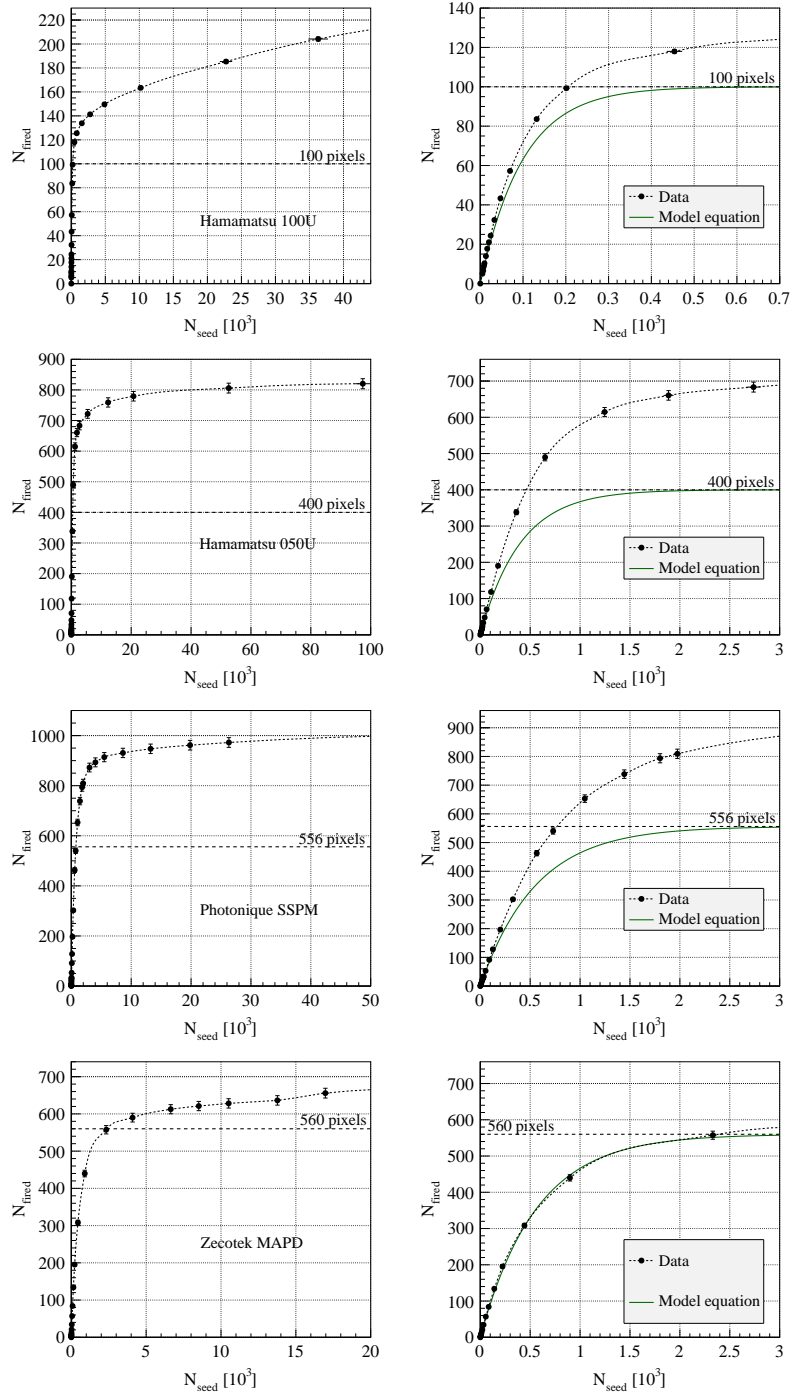 140
220
200
180
160
140
120
100
80
60
40
20
0
N_fired
100 pixels
Hamamatsu 100U
0 5 10 15 20 25 30 35 40
N_seed [10^3]
140
120
100
80
60
40
20
0
N_fired
100 pixels
Data
Model equation
0 0.1 0.2 0.3 0.4 0.5 0.6 0.7
N_seed [10^3]
900
800
700
600
500
400
300
200
100
0
N_fired
400 pixels
Hamamatsu 050U
0 20 40 60 80 100
N_seed [10^3]
700
600
500
400
300
200
100
0
N_fired
400 pixels
Data
Model equation
0 0.5 1 1.5 2 2.5 3
N_seed [10^3]
1000
800
600
400
200
0
N_fired
556 pixels
Photonique SSPM
0 10 20 30 40 50
N_seed [10^3]
900
800
700
600
500
400
300
200
100
0
N_fired
556 pixels
Data
Model equation
0 0.5 1 1.5 2 2.5 3
N_seed [10^3]
700
600
500
400
300
200
100
0
N_fired
560 pixels
Zecotek MAPD
0 5 10 15 20
N_seed [10^3]
700
600
500
400
300
200
100
0
N_fired
560 pixels
Data
Model equation
0 0.5 1 1.5 2 2.5 3
N_seed [10^3]